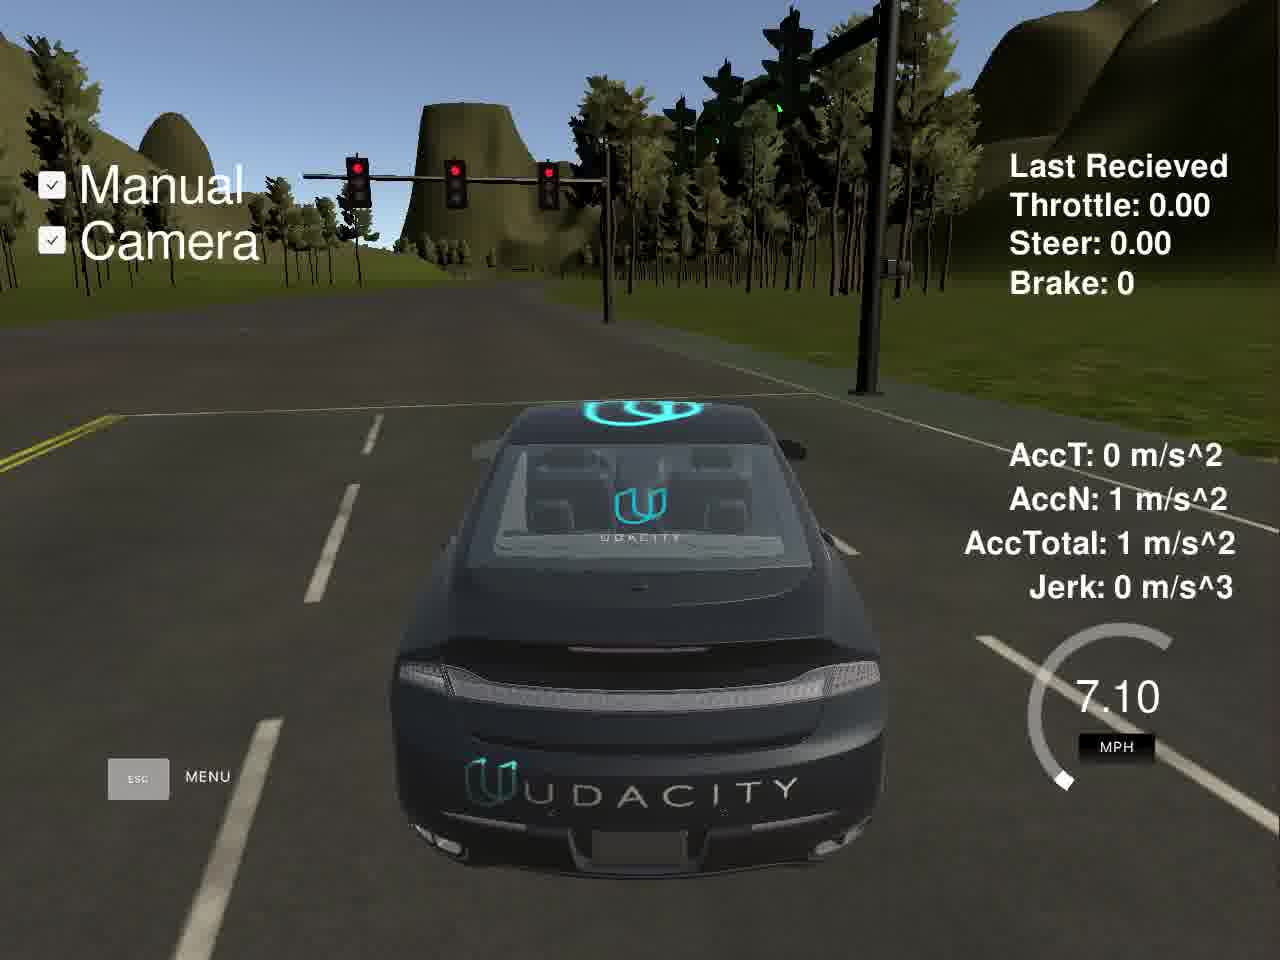 Manual
Camera
Last Recieved
Throttle: 0.00
Steer: 0.00
Brake: 0
AccT: 0 m/s^2
AccN: 1 m/s^2
AccTotal: 1 m/s^2
Jerk: 0 m/s^3
7.10
MPH
ESC MENU
UDACITY
UDACITY